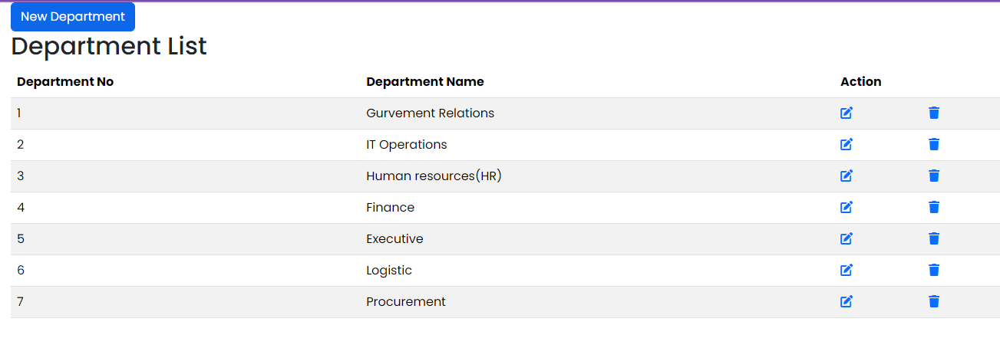 New Department
Department List
Department No Department Name Action
1 Gurvement Relations
2 IT Operations
3 Human resources(HR)
4 Finance
5 Executive
6 Logistic
7 Procurement